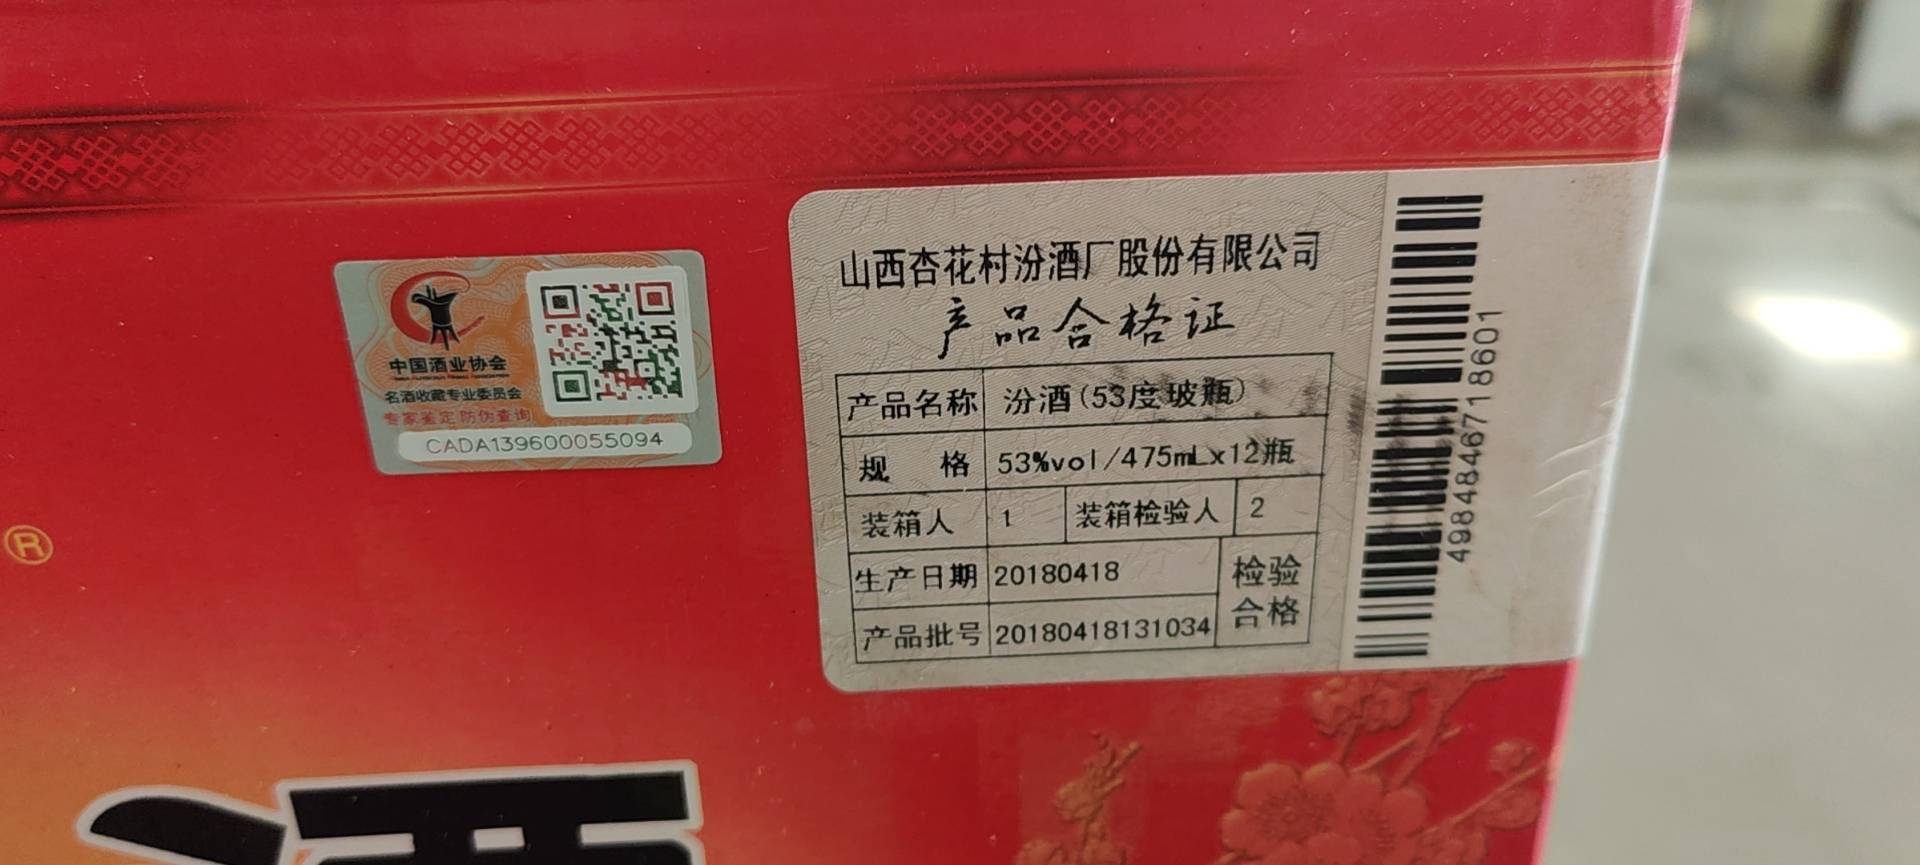 ®
中国酒业协会
名酒收藏专业委员会
专家鉴定 防伪查询
CADA139600055094
山西杏花村汾酒厂股份有限公司
产品合格证
产品名称 汾酒(53度玻瓶)
规 格 53%vol/475mLx12瓶
装箱人 1 装箱检验人 2
生产日期 20180418 检验
产品批号 20180418131034 合格
4984846718601
酒